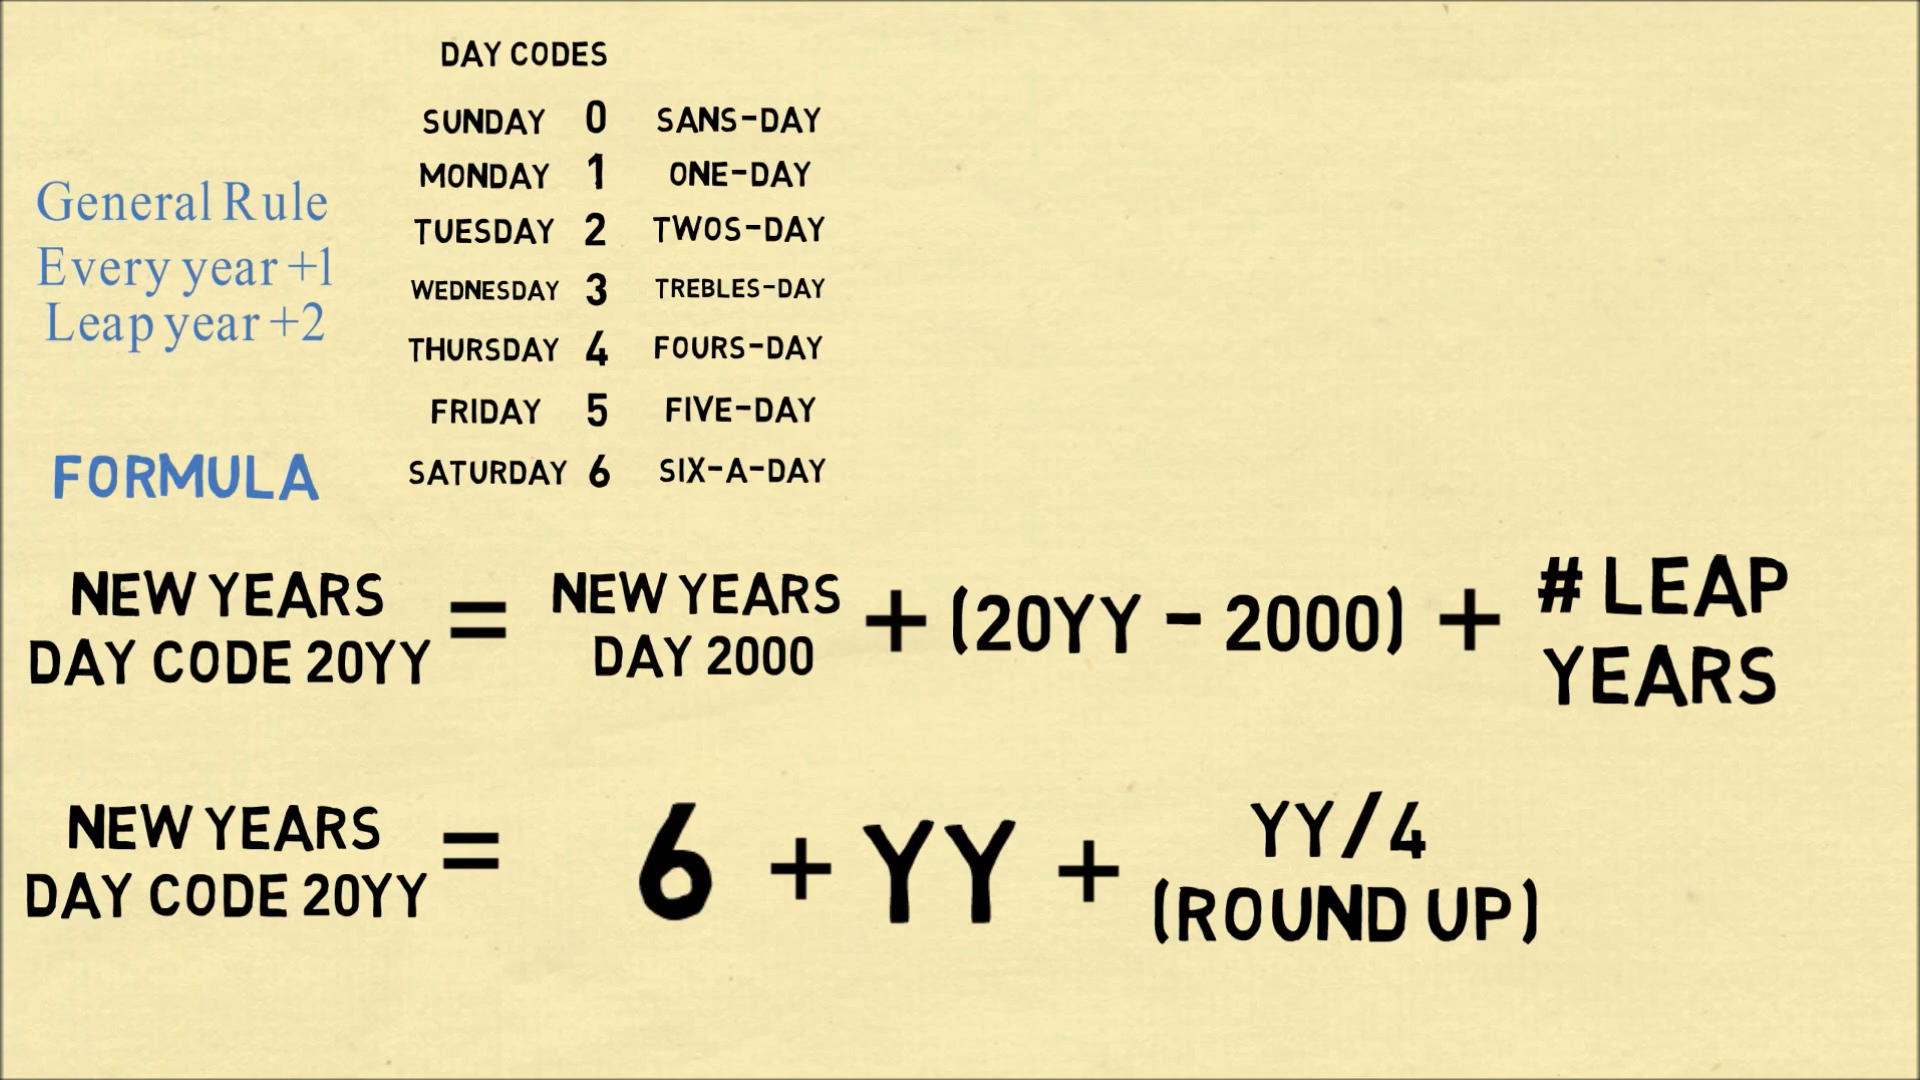 DAY CODES
SUNDAY 0 SANS-DAY
MONDAY 1 ONE-DAY
TUESDAY 2 TWOS-DAY
WEDNESDAY 3 TREBLES-DAY
THURSDAY 4 FOURS-DAY
FRIDAY 5 FIVE-DAY
SATURDAY 6 SIX-A-DAY
General Rule
Every year +1
Leap year +2
FORMULA
NEW YEARS
DAY CODE 20YY
=
NEW YEARS
DAY 2000
+ (20YY - 2000) +
# LEAP
YEARS
NEW YEARS
DAY CODE 20YY
= 6 + YY +
YY/4
(ROUND UP)